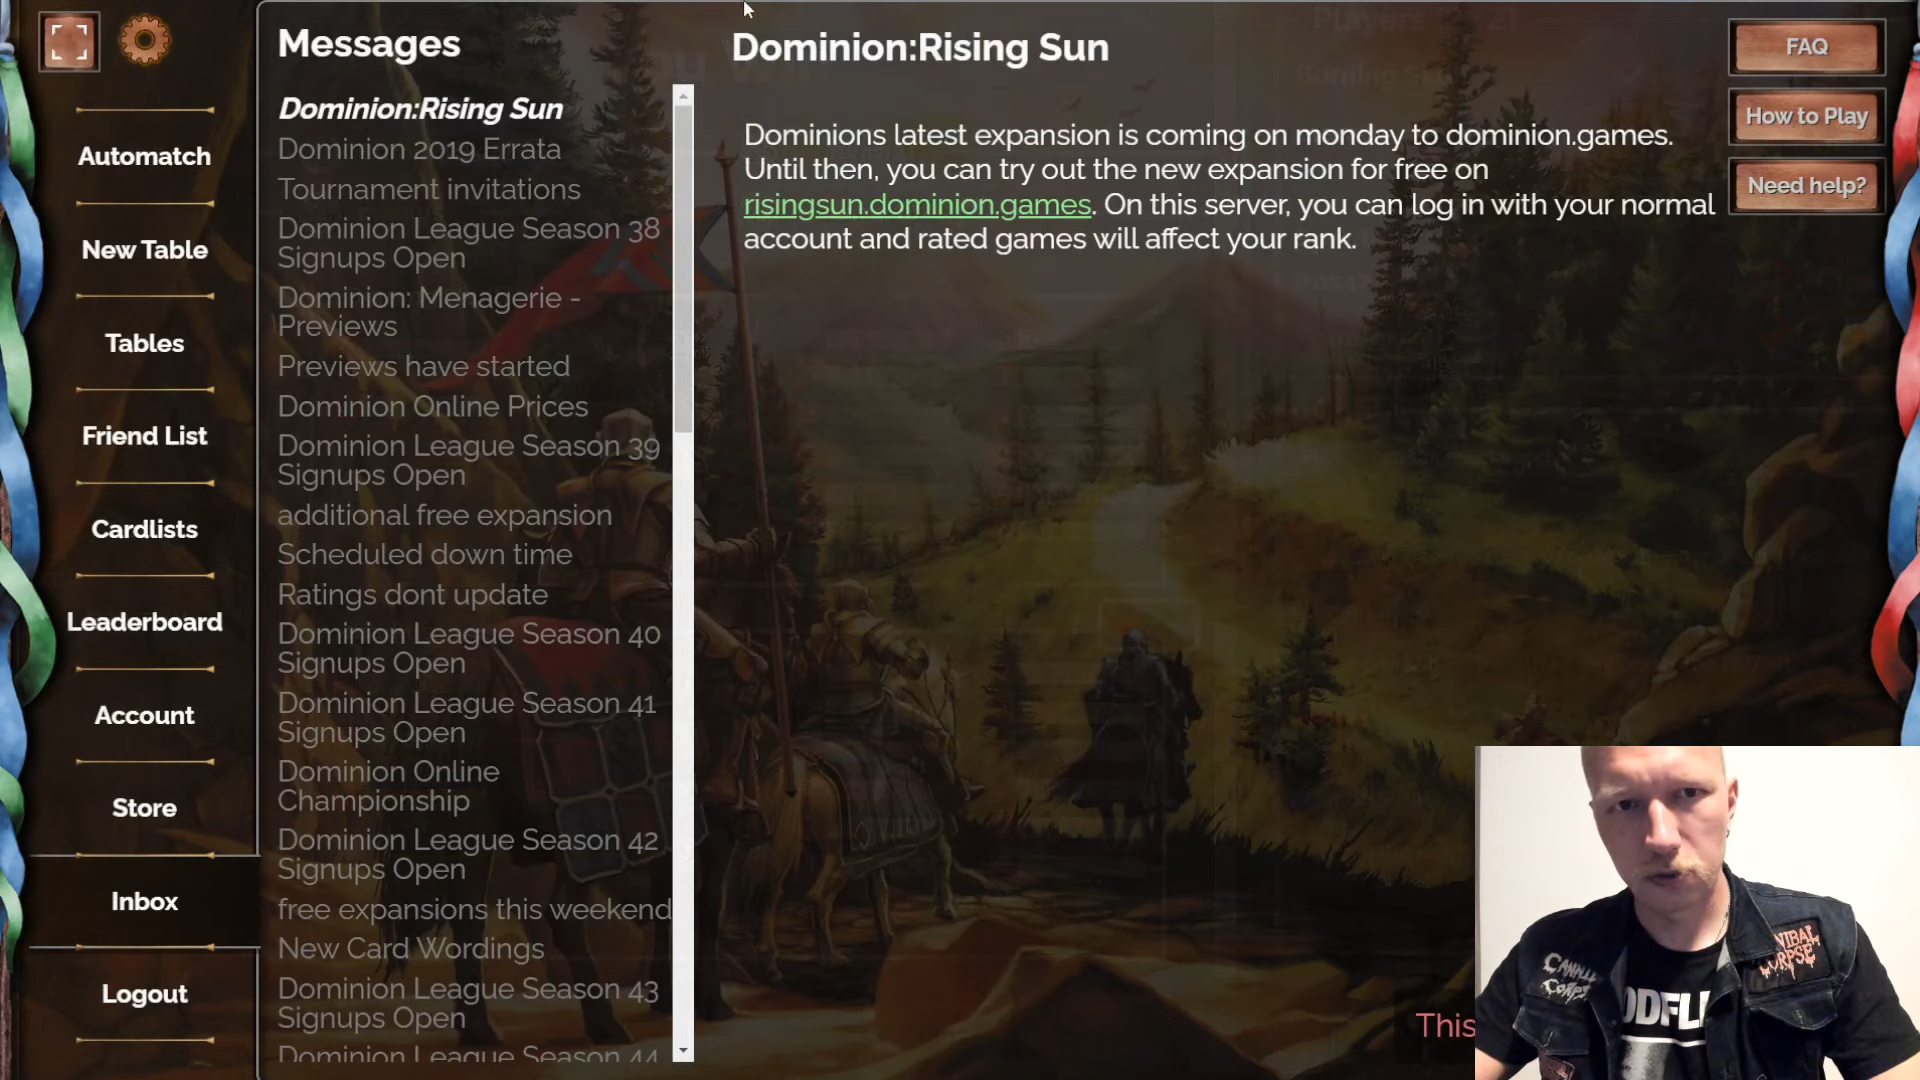 Automatch
New Table
Tables
Friend List
Cardlists
Leaderboard
Account
Store
Inbox
Logout
Messages
Dominion:Rising Sun
Dominion 2019 Errata
Tournament invitations
Dominion League Season 38
Signups Open
Dominion: Menagerie -
Previews
Previews have started
Dominion Online Prices
Dominion League Season 39
Signups Open
additional free expansion
Scheduled down time
Ratings dont update
Dominion League Season 40
Signups Open
Dominion League Season 41
Signups Open
Dominion Online
Championship
Dominion League Season 42
Signups Open
free expansions this weekend
New Card Wordings
Dominion League Season 43
Signups Open
Dominion League Season 44
Dominion:Rising Sun
Dominions latest expansion is coming on monday to dominion.games.
Until then, you can try out the new expansion for free on
risingsun.dominion.games. On this server, you can log in with your normal
account and rated games will affect your rank.
FAQ
How to Play
Need help?
Players
This